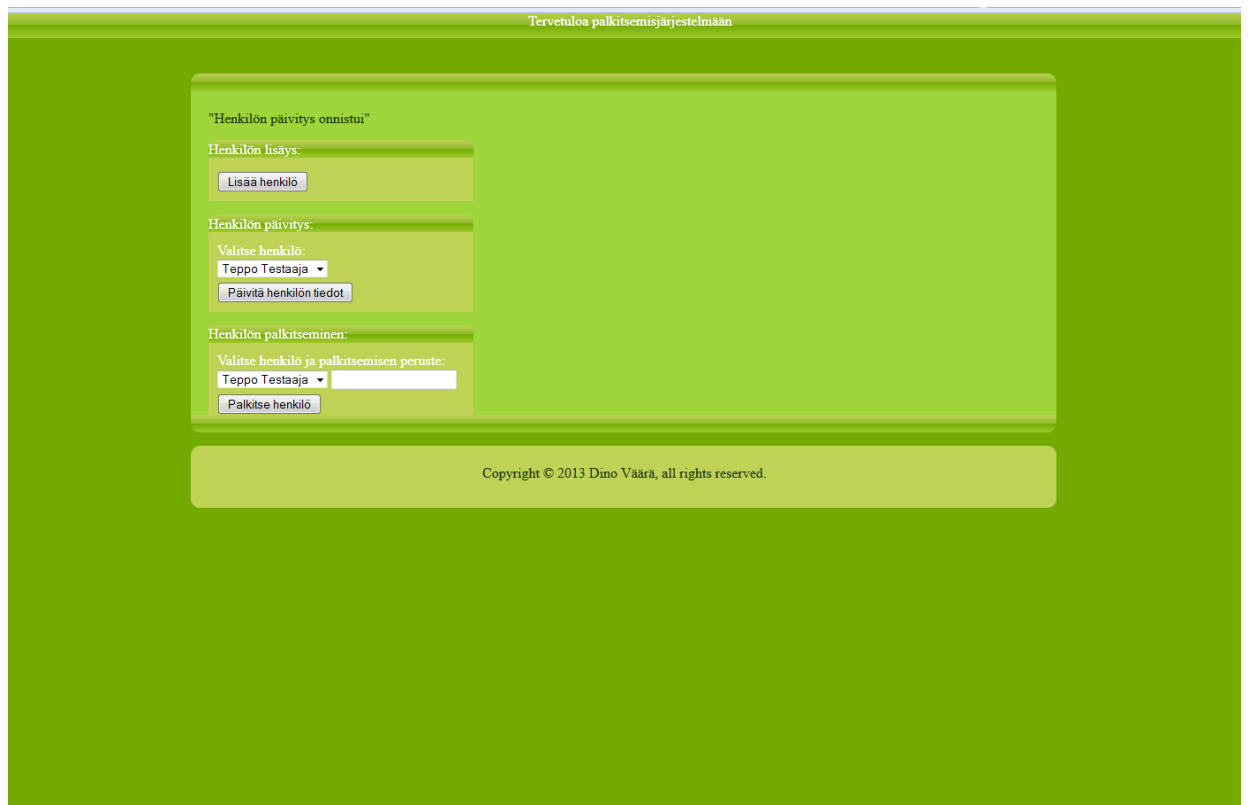 Tervetuloa palkitsemisjärjestelmään
"Henkilön päivitys onnistui"
Henkilön lisäys:
Lisää henkilö
Henkilön päivitys:
Valitse henkilö:
Teppo Testaaja
Päivitä henkilön tiedot
Henkilön palkitseminen:
Valitse henkilö ja palkitsemisen peruste:
Teppo Testaaja
Palkitse henkilö
Copyright © 2013 Dino Väärä, all rights reserved.